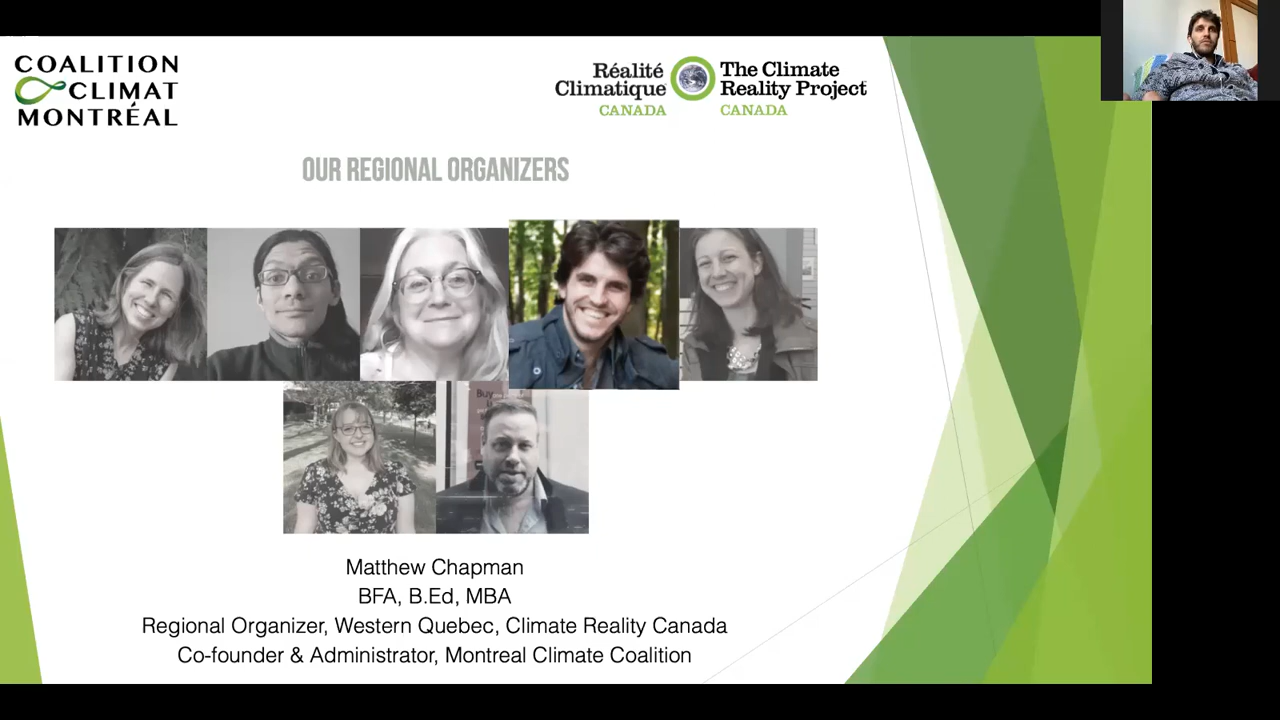 COALITION
CLIMAT
MONTRÉAL
Réalité
Climatique
CANADA
The Climate
Reality Project
CANADA
OUR REGIONAL ORGANIZERS
Buy
Matthew Chapman
BFA, B.Ed, MBA
Regional Organizer, Western Quebec, Climate Reality Canada
Co-founder & Administrator, Montreal Climate Coalition